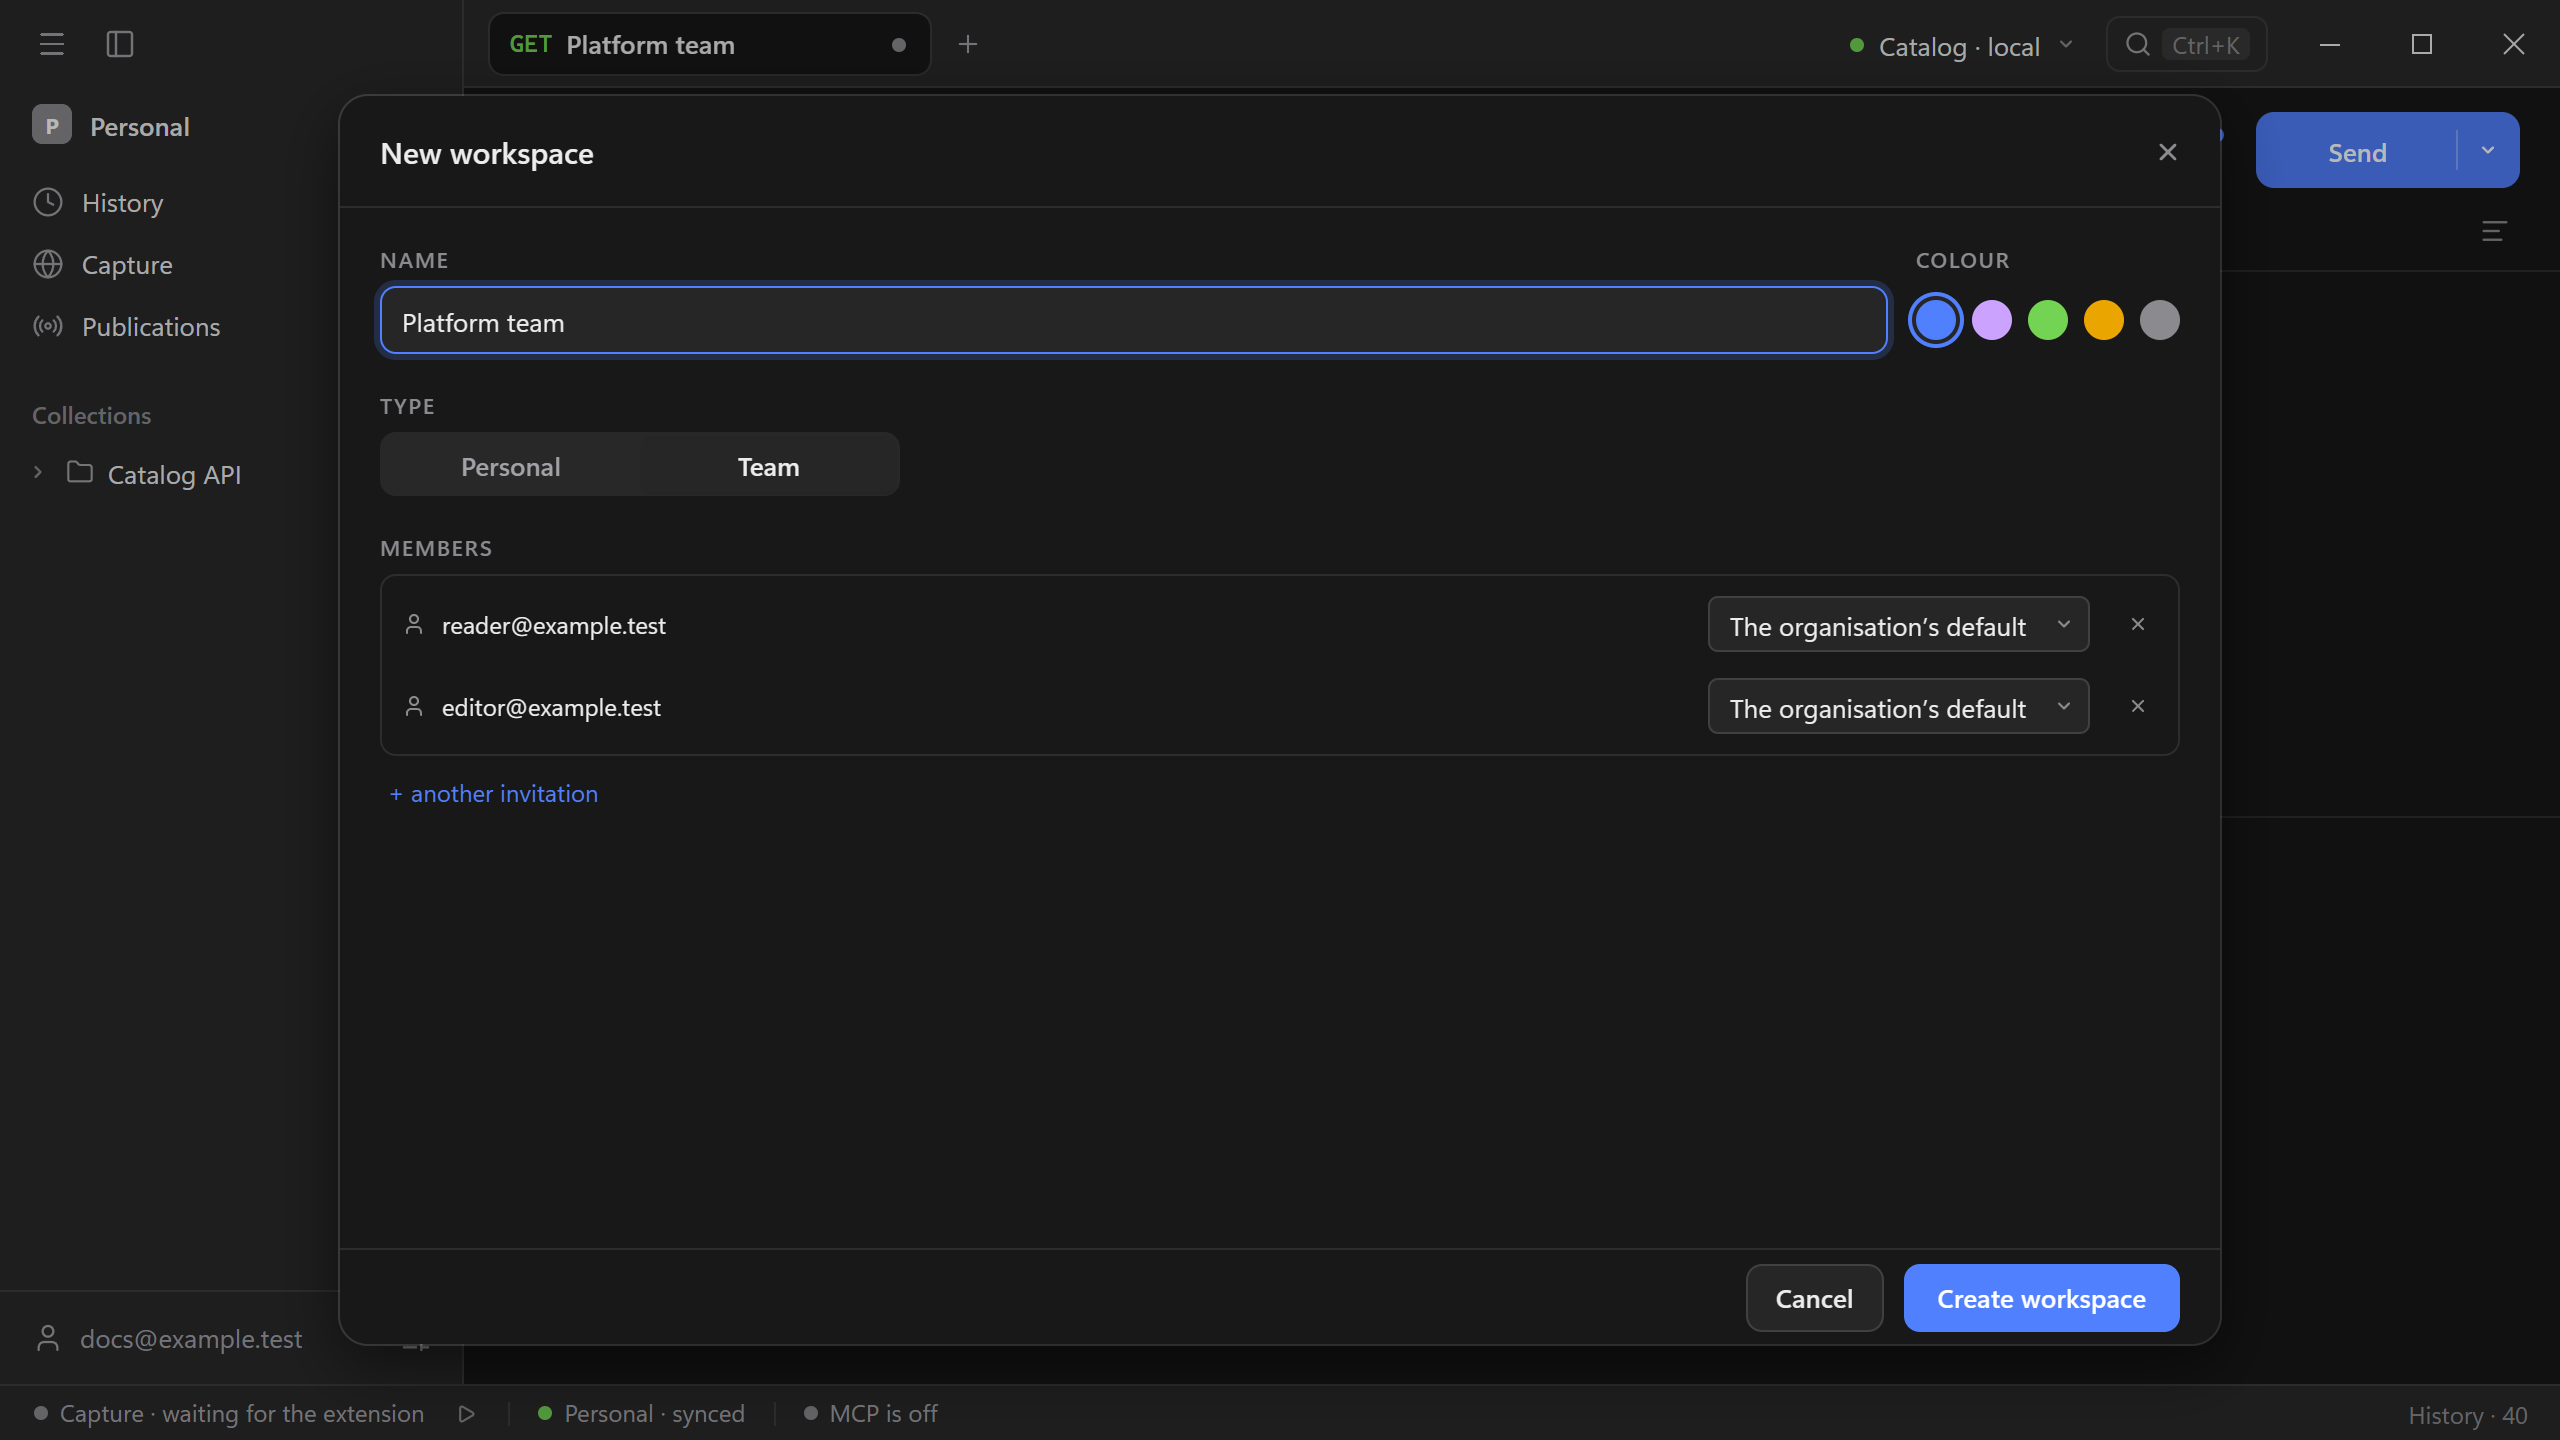 GET Platform team
Catalog · local
Ctrl+K
P Personal
New workspace
Send
History
Capture
Publications
NAME
COLOUR
Platform team
TYPE
Collections
Personal
Team
Catalog API
MEMBERS
reader@example.test
The organisation’s default
editor@example.test
The organisation’s default
+ another invitation
Cancel
Create workspace
docs@example.test
Capture · waiting for the extension
Personal · synced
MCP is off
History · 40